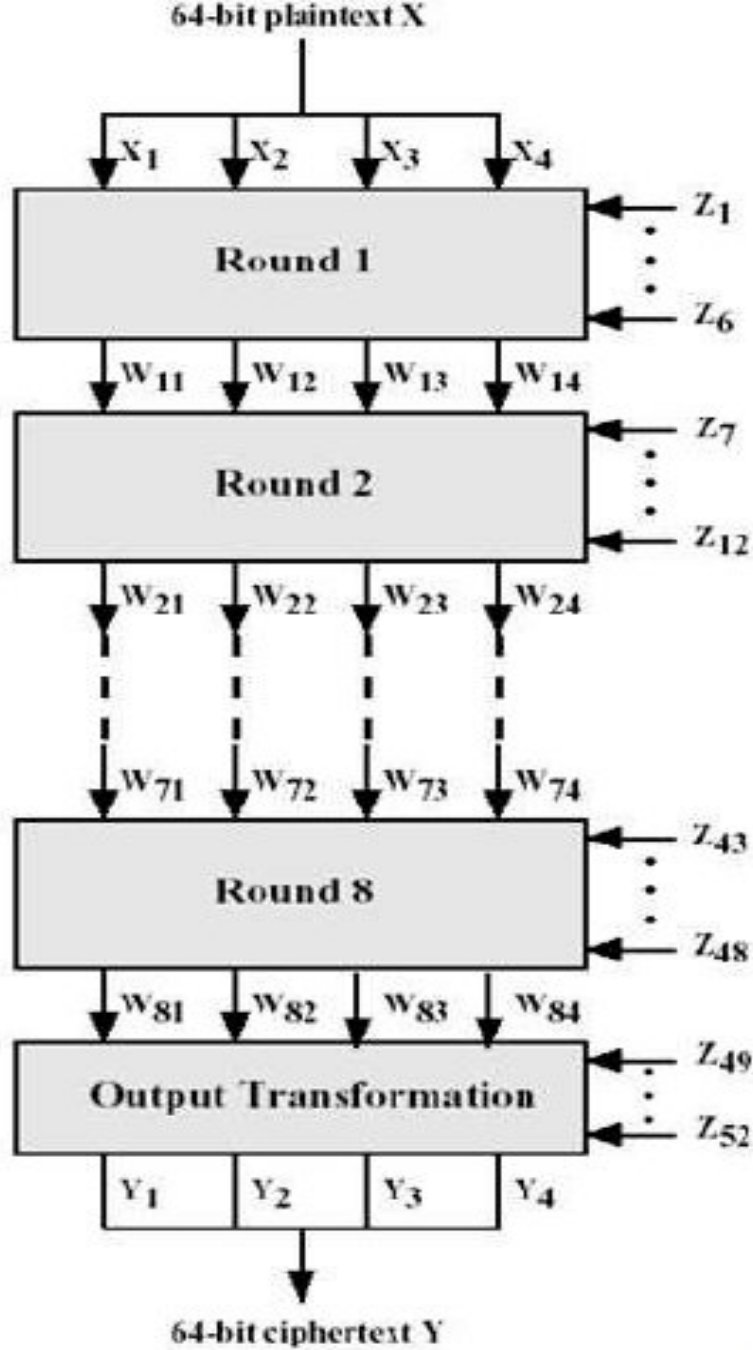 64-bit plaintext X
X1 X2 X3 X4
Z1
Round 1
Z6
W11 W12 W13 W14
Z7
Round 2
Z12
W21 W22 W23 W24
W71 W72 W73 W74
Z43
Round 8
Z48
W81 W82 W83 W84
Z49
Output Transformation
Z52
Y1 Y2 Y3 Y4
64-bit ciphertext Y